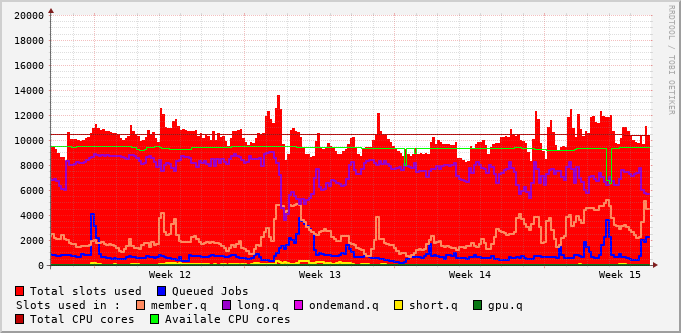 20000
18000
16000
14000
12000
10000
8000
6000
4000
2000
0
Week 12 Week 13 Week 14 Week 15
Total slots used Queued Jobs
Slots used in : member.q long.q ondemand.q short.q gpu.q
Total CPU cores Availale CPU cores
RRDTOOL / TOBI OETIKER